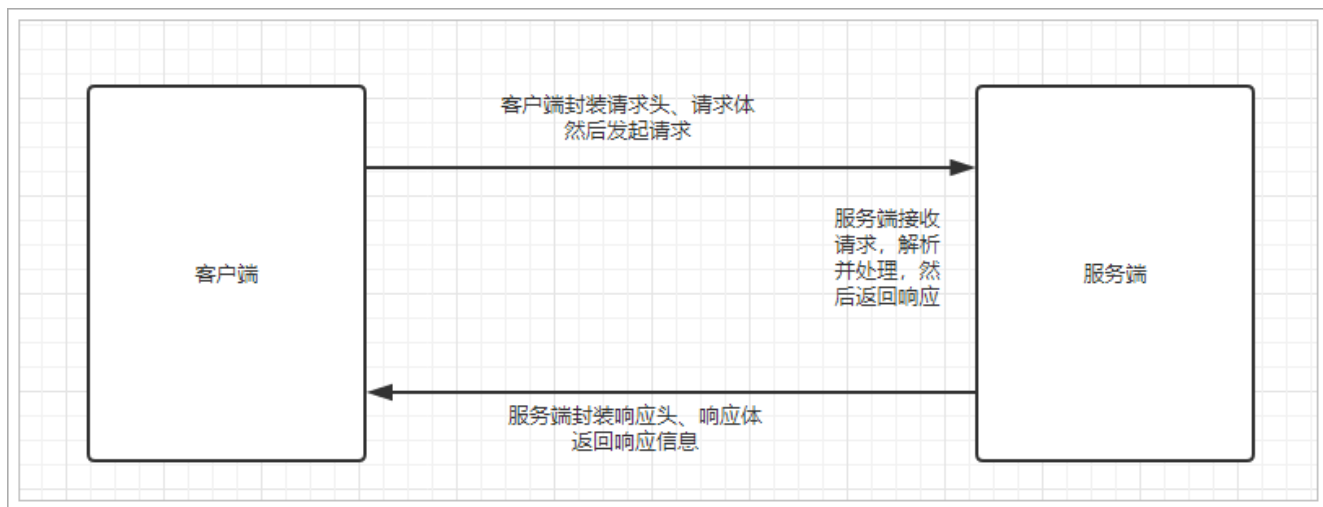 客户端封装请求头、请求体
然后发起请求
服务端接收
请求，解析
并处理，然
后返回响应
客户端
服务端
服务端封装响应头、响应体
返回响应信息